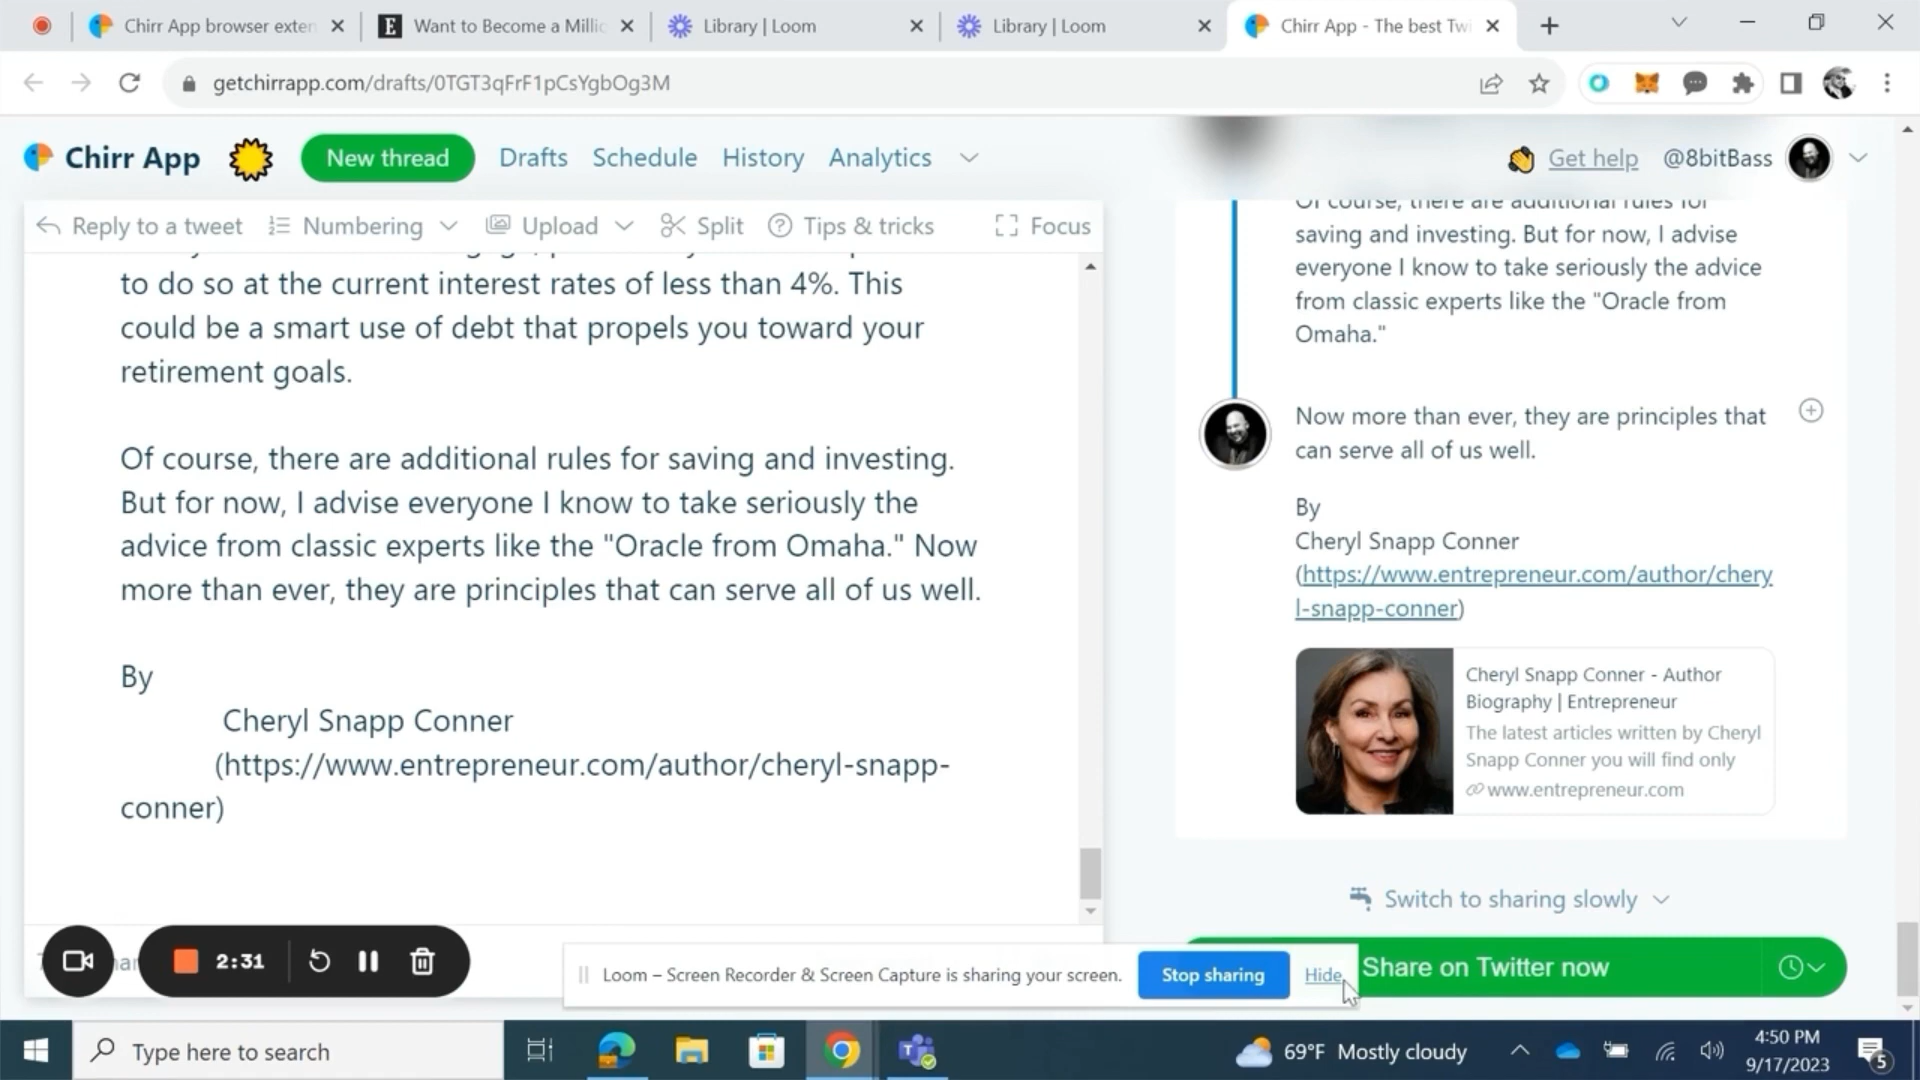 Chirr App browser exten
Want to Become a Millic
Library | Loom
Library | Loom
Chirr App - The best Twi
getchirrapp.com/drafts/0TGT3qFrF1pCsYgbOg3M
Chirr App
New thread
Drafts
Schedule
History
Analytics
Get help
@8bitBass
Reply to a tweet
Numbering
Upload
Split
Tips & tricks
Focus
to do so at the current interest rates of less than 4%. This
could be a smart use of debt that propels you toward your
retirement goals.
Of course, there are additional rules for saving and investing.
But for now, I advise everyone I know to take seriously the
advice from classic experts like the "Oracle from Omaha." Now
more than ever, they are principles that can serve all of us well.
By
Cheryl Snapp Conner
(https://www.entrepreneur.com/author/cheryl-snapp-
conner)
Of course, there are additional rules for
saving and investing. But for now, I advise
everyone I know to take seriously the advice
from classic experts like the "Oracle from
Omaha."
Now more than ever, they are principles that
can serve all of us well.
By
Cheryl Snapp Conner
(https://www.entrepreneur.com/author/chery
l-snapp-conner)
Cheryl Snapp Conner - Author
Biography | Entrepreneur
The latest articles written by Cheryl
Snapp Conner you will find only
www.entrepreneur.com
Switch to sharing slowly
Share on Twitter now
2:31
Loom – Screen Recorder & Screen Capture is sharing your screen.
Stop sharing
Hide
Type here to search
69°F Mostly cloudy
4:50 PM
9/17/2023
5